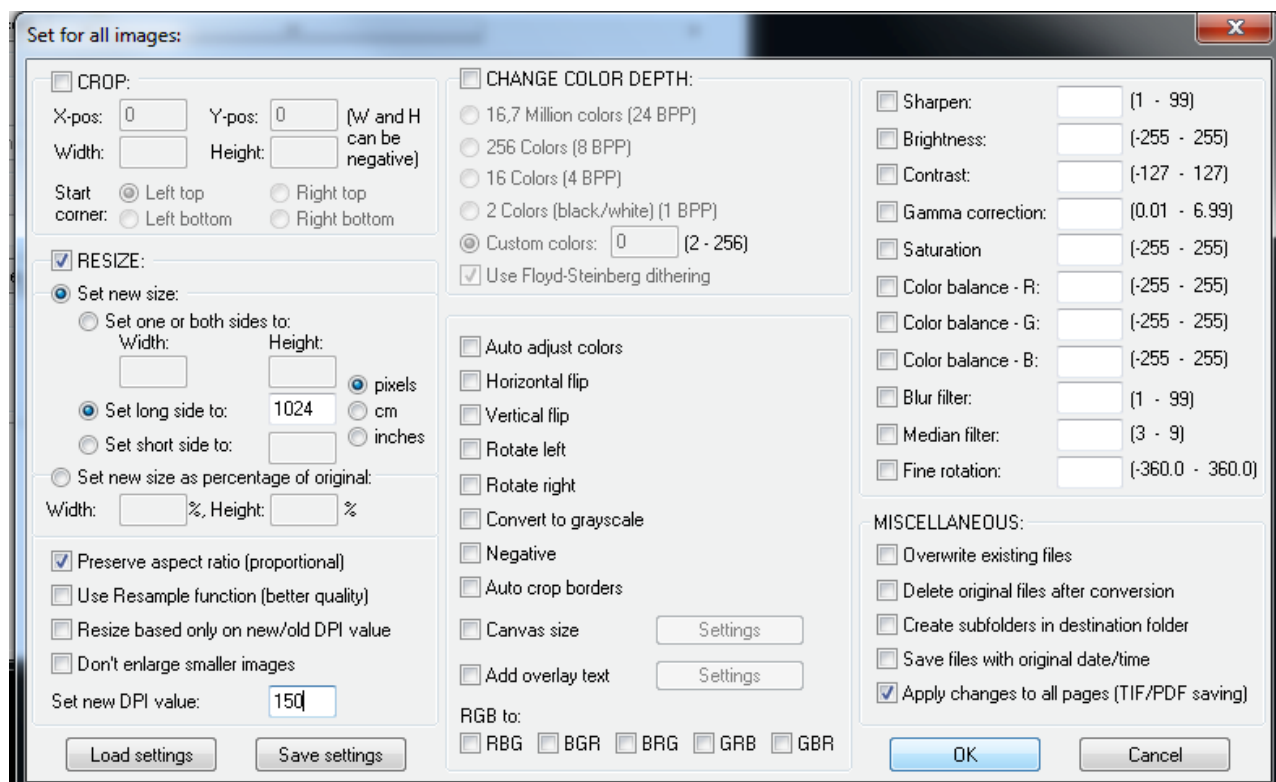 Set for all images:
CROP:
X-pos: 0 Y-pos: 0 (W and H
can be
negative)
Width: Height:
Start
corner:
Left top Right top
Left bottom Right bottom
RESIZE:
Set new size:
Set one or both sides to:
Width: Height:
pixels
Set long side to: 1024 cm
Set short side to: inches
Set new size as percentage of original:
Width: %, Height: %
Preserve aspect ratio (proportional)
Use Resample function (better quality)
Resize based only on new/old DPI value
Don't enlarge smaller images
Set new DPI value: 150
Load settings Save settings
CHANGE COLOR DEPTH:
16,7 Million colors (24 BPP)
256 Colors (8 BPP)
16 Colors (4 BPP)
2 Colors (black/white) (1 BPP)
Custom colors: 0 (2 - 256)
Use Floyd-Steinberg dithering
Auto adjust colors
Horizontal flip
Vertical flip
Rotate left
Rotate right
Convert to grayscale
Negative
Auto crop borders
Canvas size Settings
Add overlay text Settings
RGB to:
RBG BGR BRG GRB GBR
Sharpen: (1 - 99)
Brightness: (-255 - 255)
Contrast: (-127 - 127)
Gamma correction: (0.01 - 6.99)
Saturation (-255 - 255)
Color balance - R: (-255 - 255)
Color balance - G: (-255 - 255)
Color balance - B: (-255 - 255)
Blur filter: (1 - 99)
Median filter: (3 - 9)
Fine rotation: (-360.0 - 360.0)
MISCELLANEOUS:
Overwrite existing files
Delete original files after conversion
Create subfolders in destination folder
Save files with original date/time
Apply changes to all pages (TIF/PDF saving)
OK Cancel